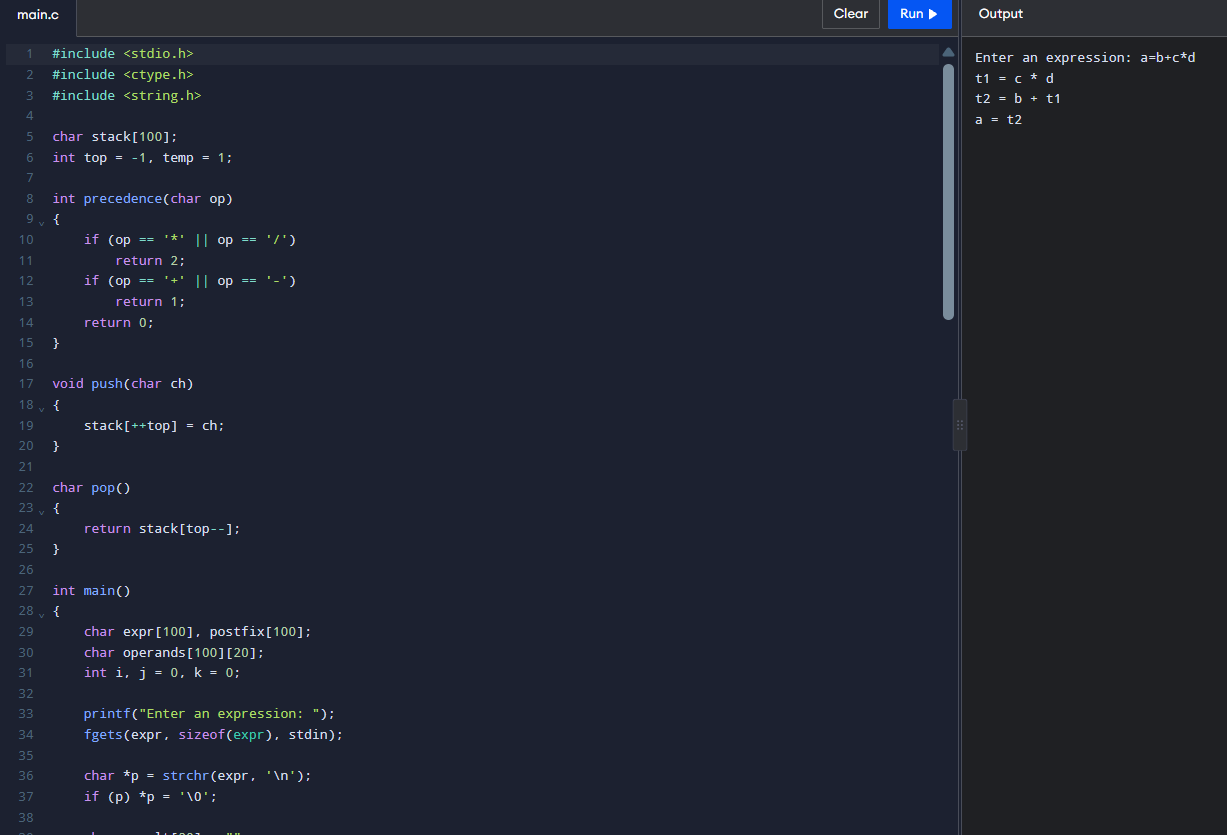 main.c
Clear
Run
Output
1 #include <stdio.h>
2 #include <ctype.h>
3 #include <string.h>
4
5 char stack[100];
6 int top = -1, temp = 1;
7
8 int precedence(char op)
9 {
10     if (op == '*' || op == '/')
11         return 2;
12     if (op == '+' || op == '-')
13         return 1;
14     return 0;
15 }
16
17 void push(char ch)
18 {
19     stack[++top] = ch;
20 }
21
22 char pop()
23 {
24     return stack[top--];
25 }
26
27 int main()
28 {
29     char expr[100], postfix[100];
30     char operands[100][20];
31     int i, j = 0, k = 0;
32
33     printf("Enter an expression: ");
34     fgets(expr, sizeof(expr), stdin);
35
36     char *p = strchr(expr, '\n');
37     if (p) *p = '\0';
38
Enter an expression: a=b+c*d
t1 = c * d
t2 = b + t1
a = t2